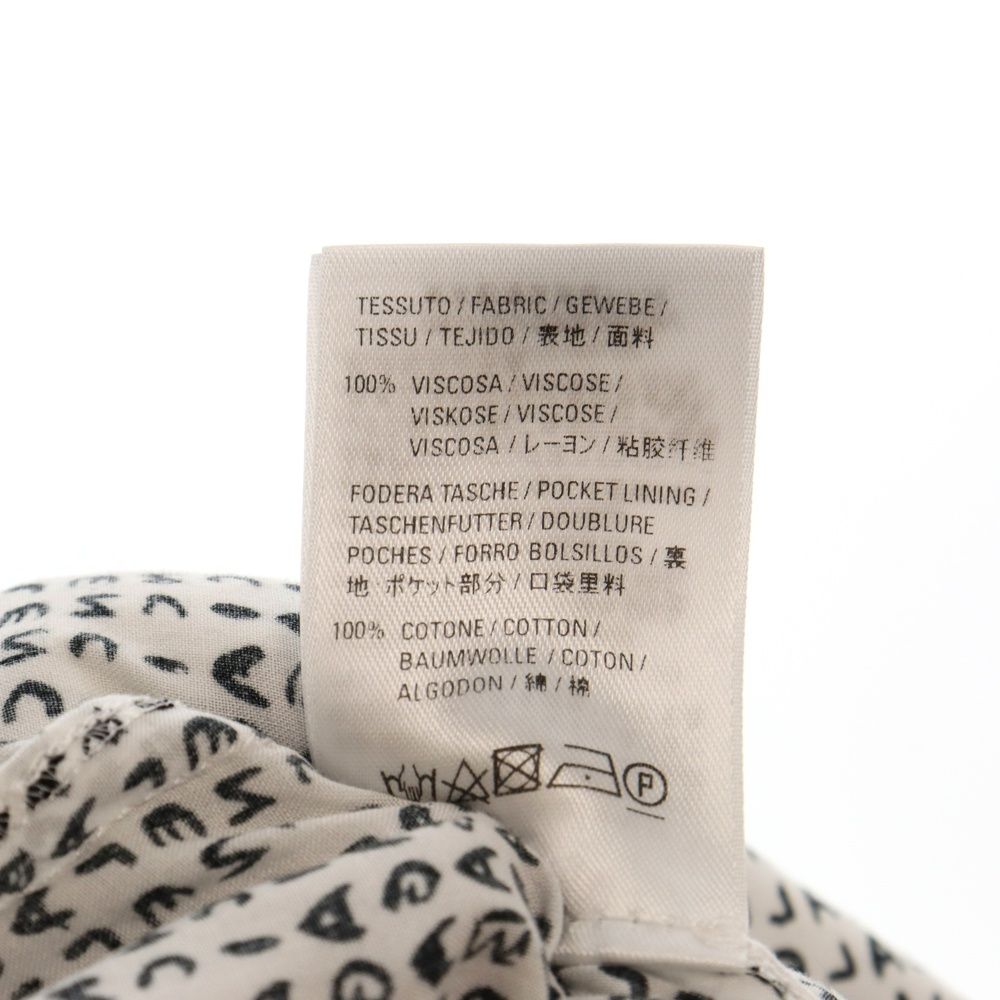 TESSUTO / FABRIC / GEWEBE /
TISSU / TEJIDO / 表地 / 面料
100% VISCOSA / VISCOSE /
VISKOSE / VISCOSE /
VISCOSA / レーヨン / 粘胶纤维
FODERA TASCHE / POCKET LINING /
TASCHENFUTTER / DOUBLURE
POCHES / FORRO BOLSILLOS / 裏
地 ポケット部分 / 口袋里料
100% COTONE / COTTON /
BAUMWOLLE / COTON /
ALGODON / 綿 / 棉
P